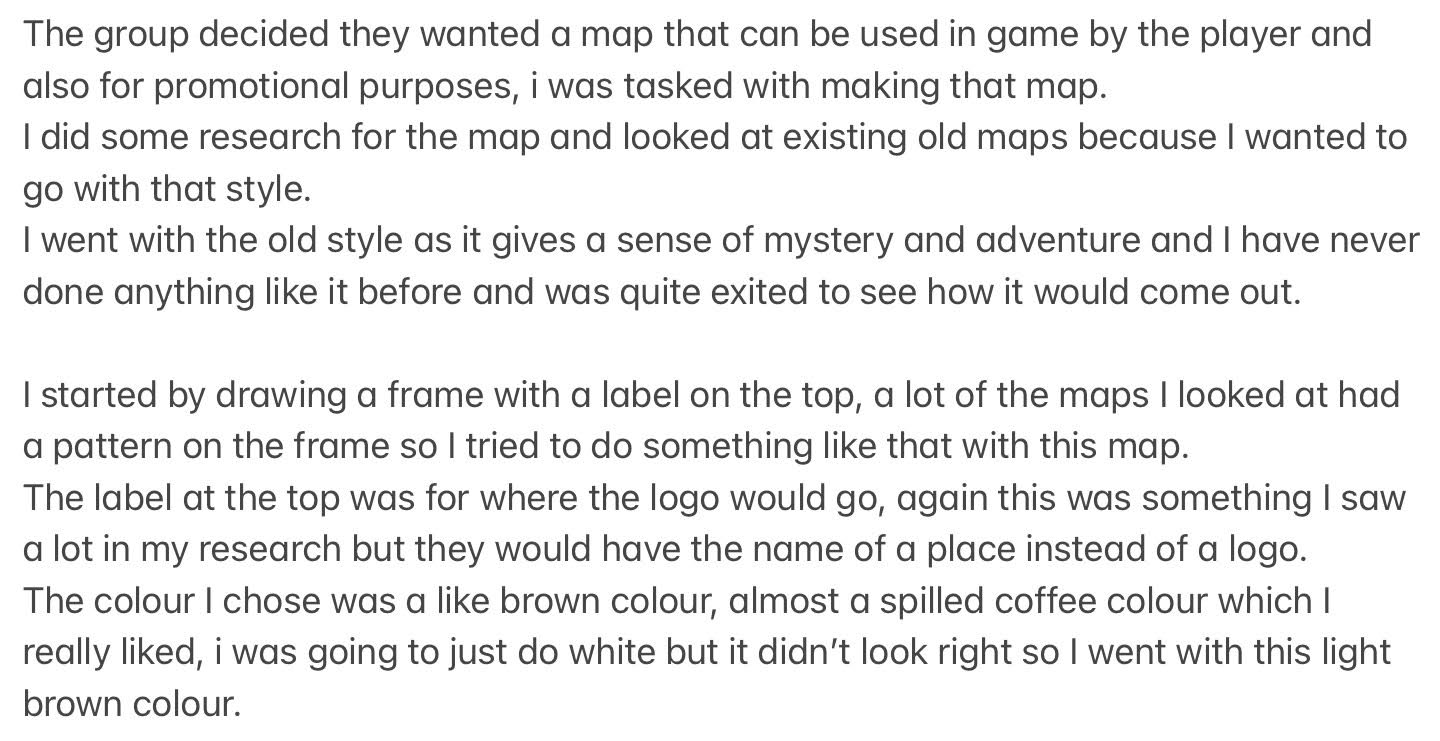 The group decided they wanted a map that can be used in game by the player and
also for promotional purposes, i was tasked with making that map.
I did some research for the map and looked at existing old maps because I wanted to
go with that style.
I went with the old style as it gives a sense of mystery and adventure and I have never
done anything like it before and was quite exited to see how it would come out.

I started by drawing a frame with a label on the top, a lot of the maps I looked at had
a pattern on the frame so I tried to do something like that with this map.
The label at the top was for where the logo would go, again this was something I saw
a lot in my research but they would have the name of a place instead of a logo.
The colour I chose was a like brown colour, almost a spilled coffee colour which I
really liked, i was going to just do white but it didn’t look right so I went with this light
brown colour.